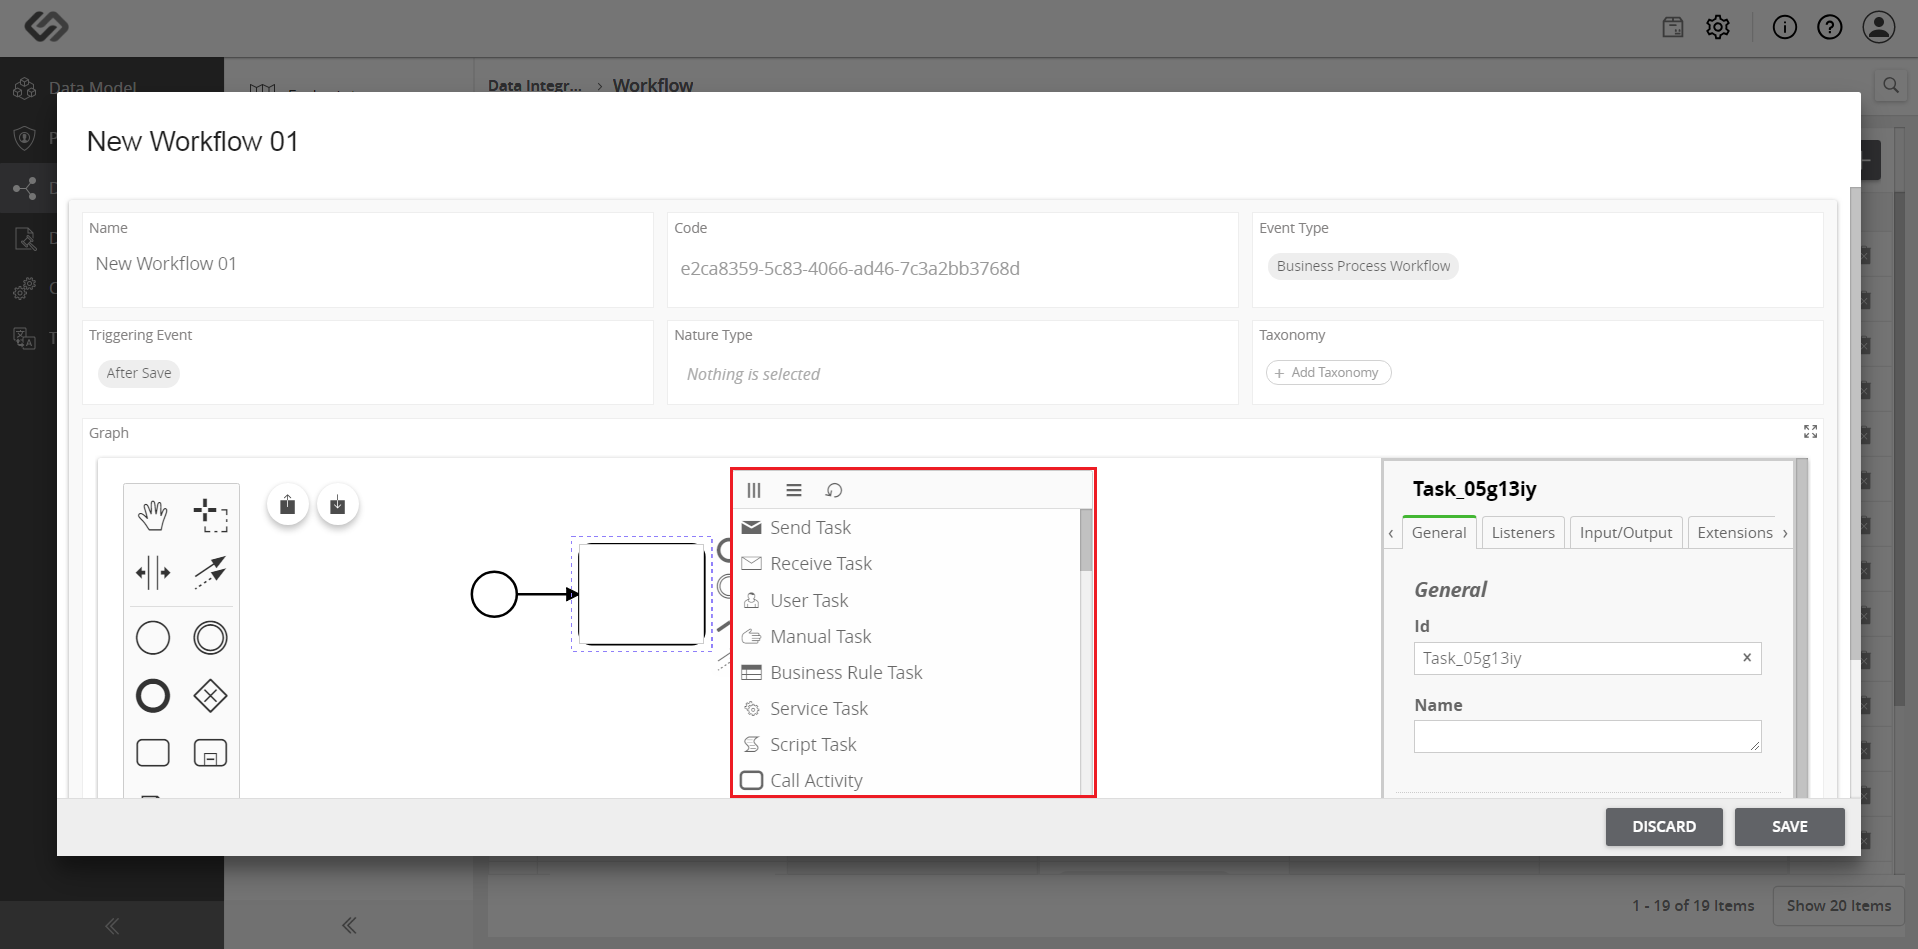 Data Model
Data Integr... › Workflow
New Workflow 01
Name
New Workflow 01
Code
e2ca8359-5c83-4066-ad46-7c3a2bb3768d
Event Type
Business Process Workflow
Triggering Event
After Save
Nature Type
Nothing is selected
Taxonomy
+ Add Taxonomy
Graph
Send Task
Receive Task
User Task
Manual Task
Business Rule Task
Service Task
Script Task
Call Activity
Task_05g13iy
General
Listeners
Input/Output
Extensions
General
Id
Task_05g13iy
Name
DISCARD
SAVE
1 - 19 of 19 Items
Show 20 Items